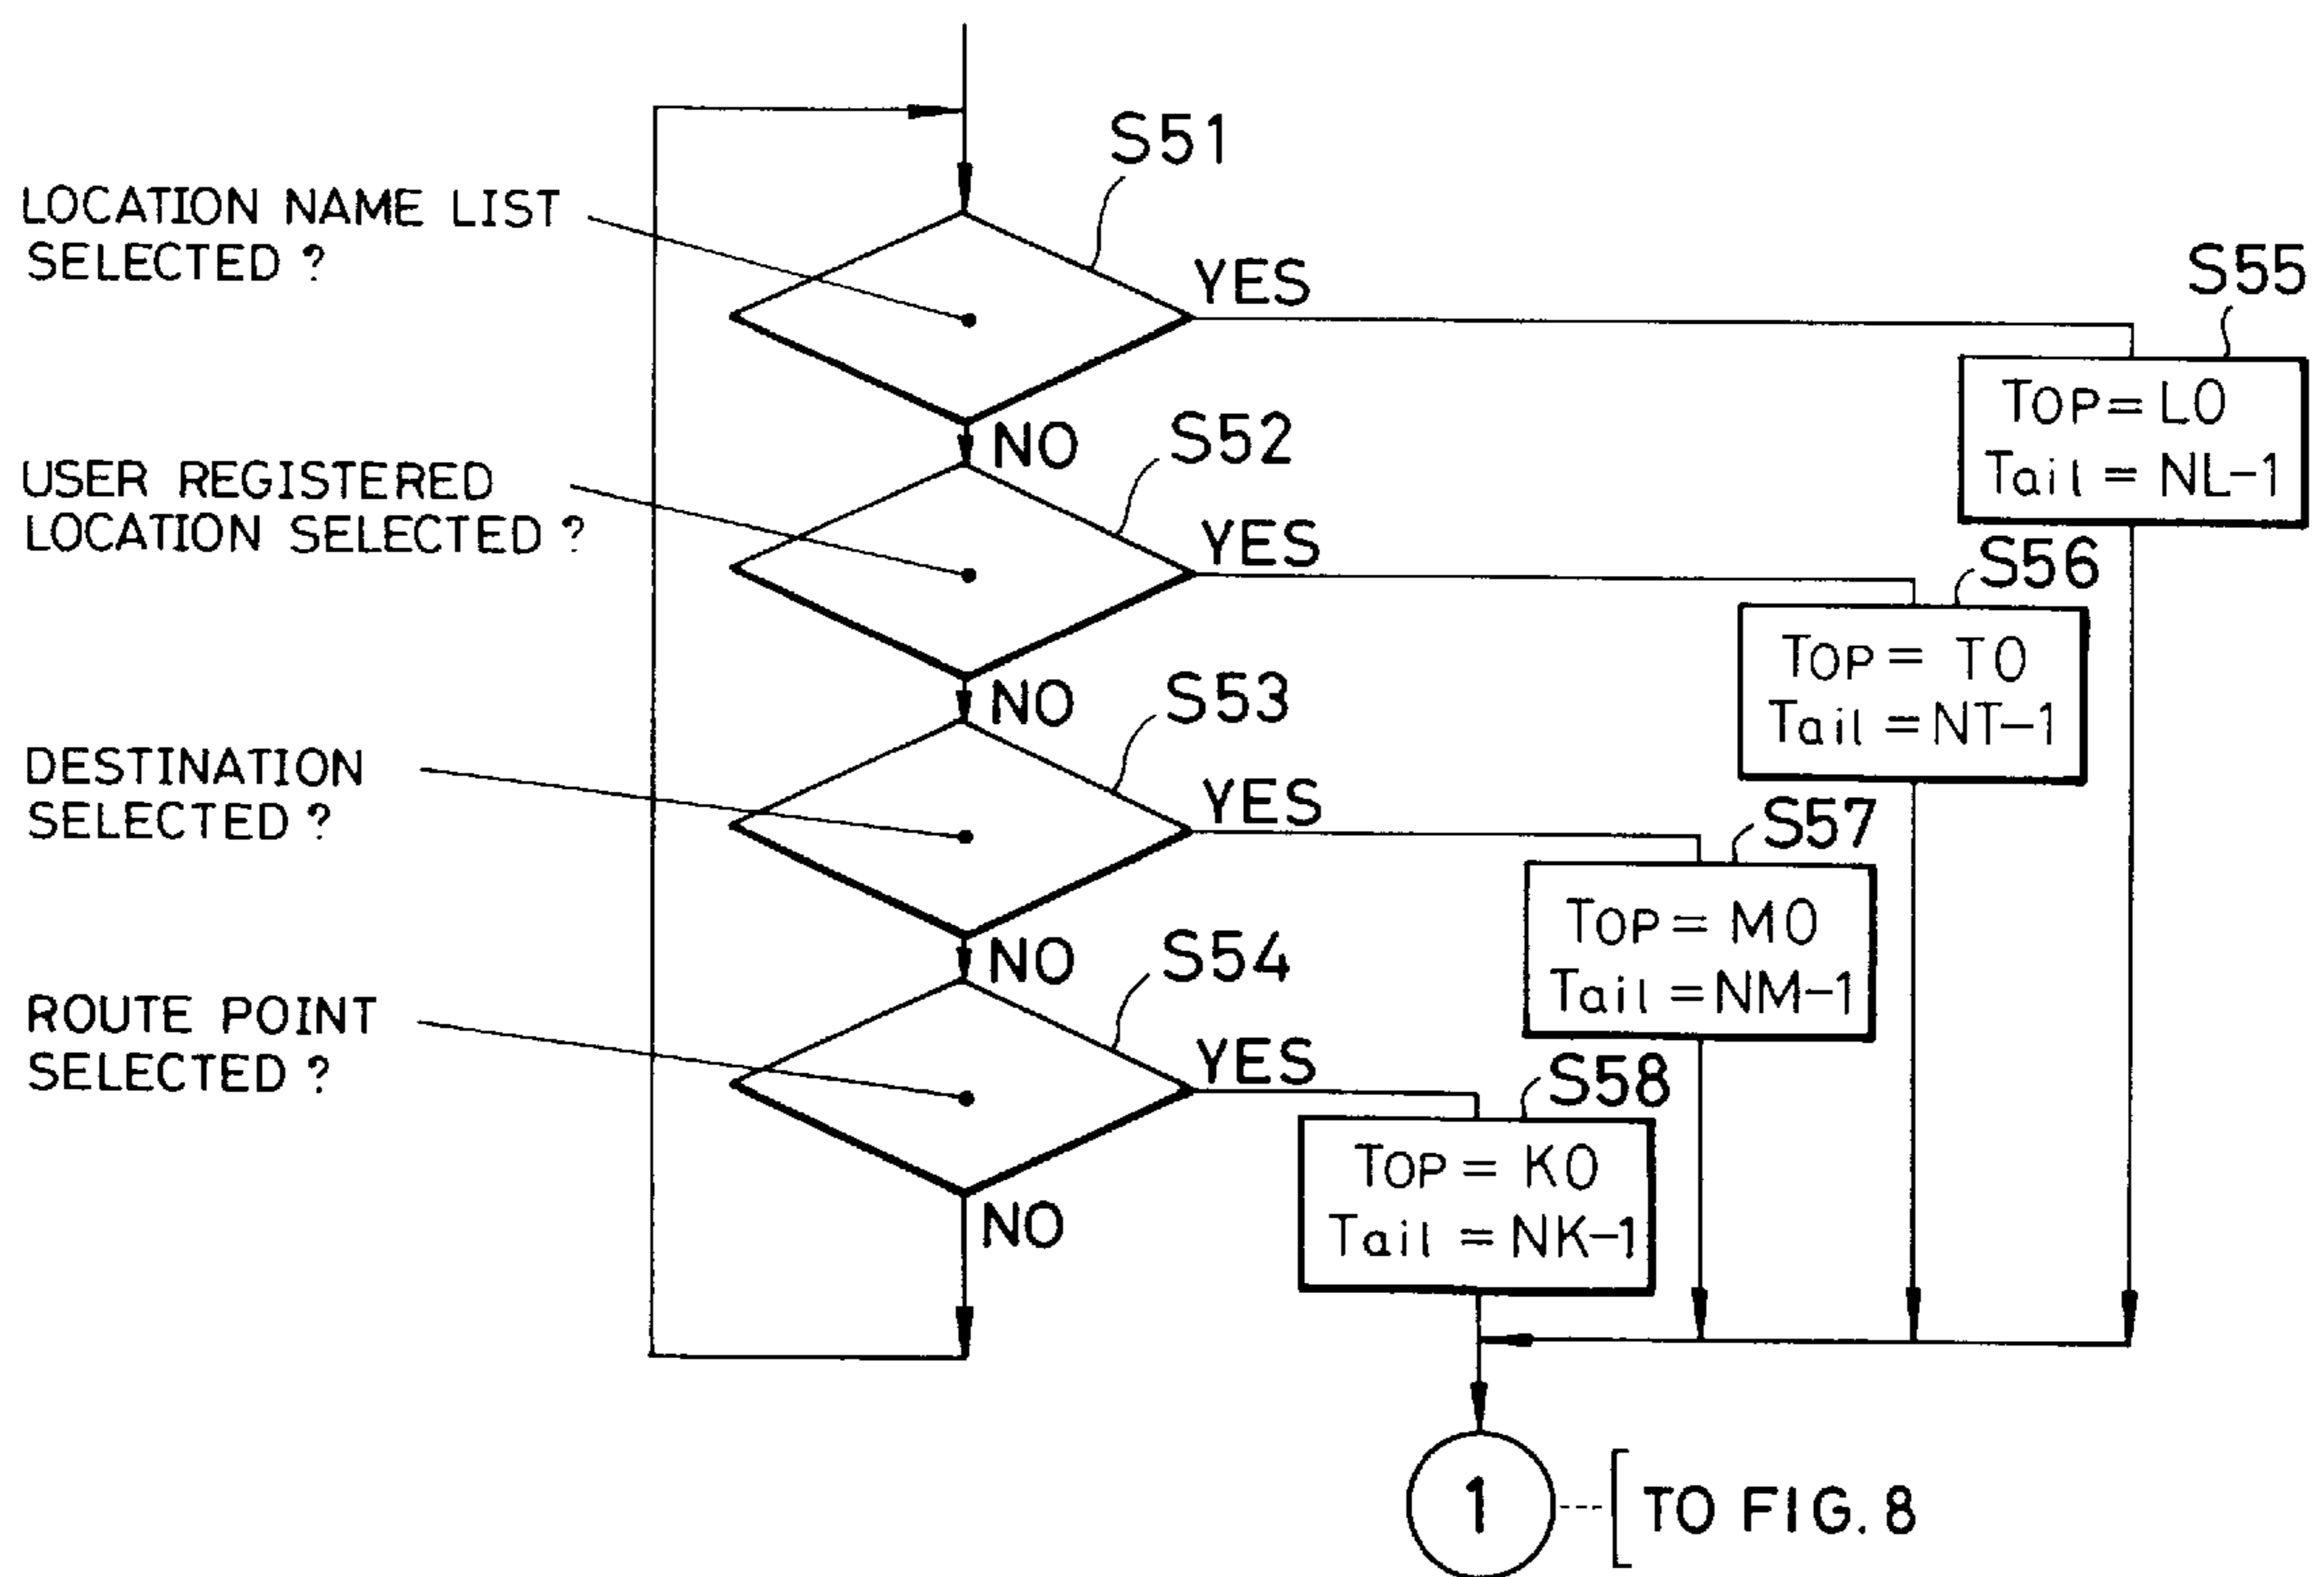 S51
LOCATION NAME LIST
SELECTED ?
YES
S55
TOP = L0
Tail = NL-1
NO
S52
USER REGISTERED
LOCATION SELECTED ?
YES
S56
TOP = T0
Tail = NT-1
NO
S53
DESTINATION
SELECTED ?
YES
S57
TOP = M0
Tail = NM-1
NO
S54
ROUTE POINT
SELECTED ?
YES
S58
TOP = K0
Tail = NK-1
NO
1
TO FIG. 8